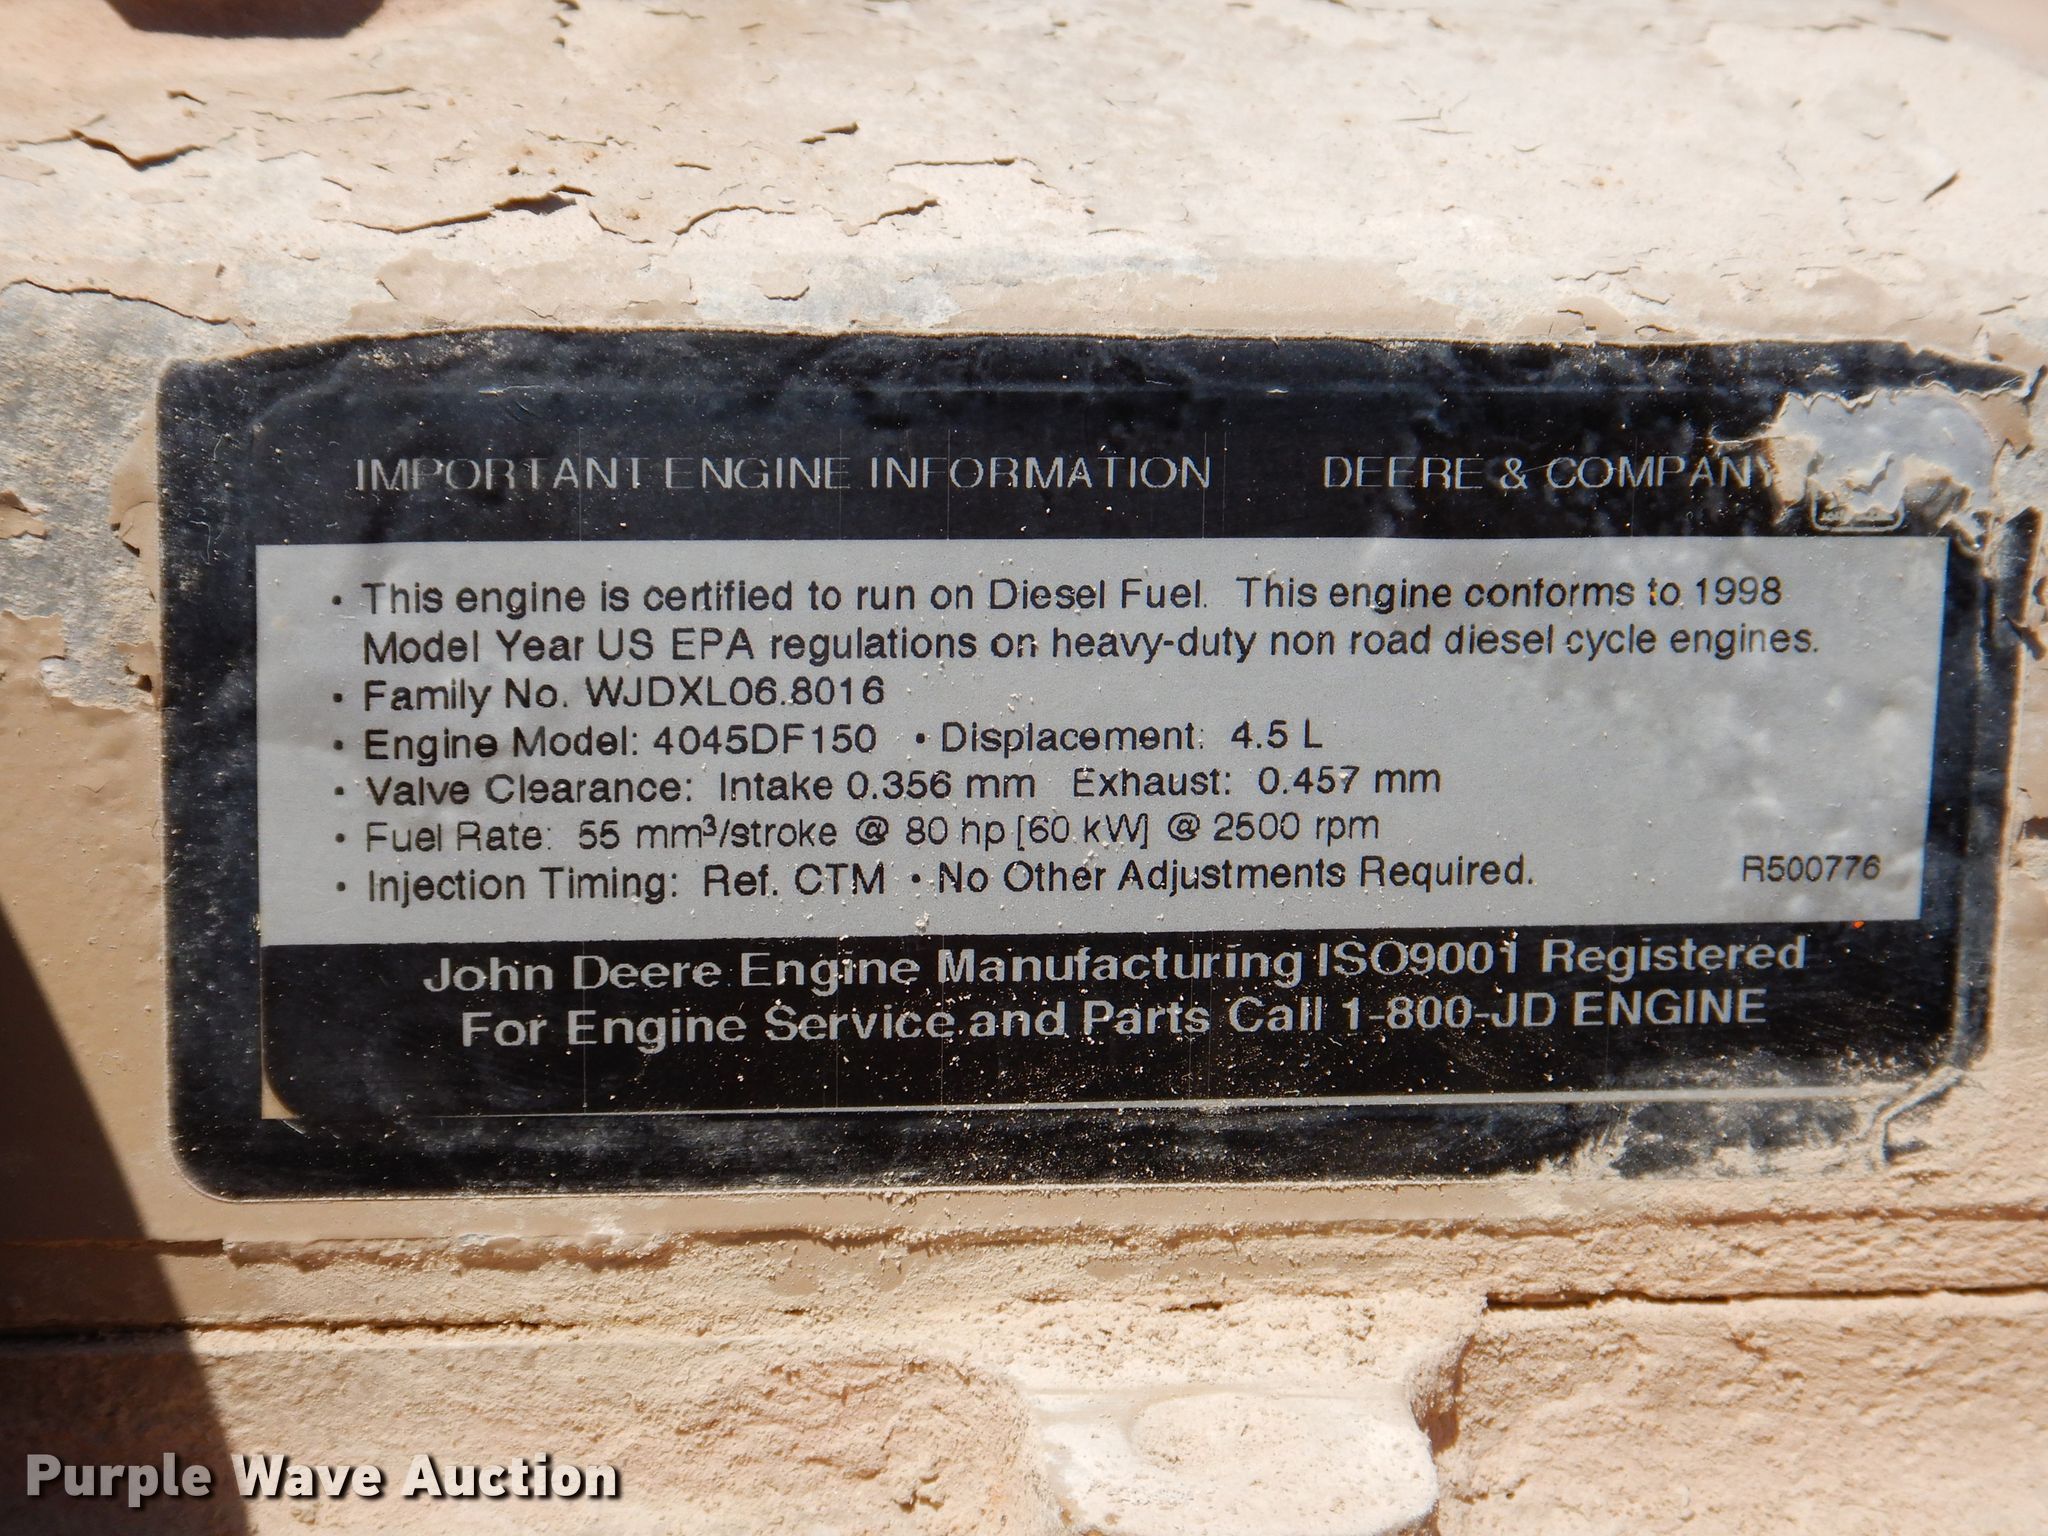 IMPORTANT ENGINE INFORMATION DEERE & COMPANY
• This engine is certified to run on Diesel Fuel. This engine conforms to 1998
Model Year US EPA regulations on heavy-duty non road diesel cycle engines.
• Family No. WJDXL06.8016
• Engine Model: 4045DF150 • Displacement: 4.5 L
• Valve Clearance: Intake 0.356 mm Exhaust: 0.457 mm
• Fuel Rate: 55 mm³/stroke @ 80 hp [60 kW] @ 2500 rpm
• Injection Timing: Ref. CTM • No Other Adjustments Required. R500776
John Deere Engine Manufacturing ISO9001 Registered
For Engine Service and Parts Call 1-800-JD ENGINE
Purple Wave Auction